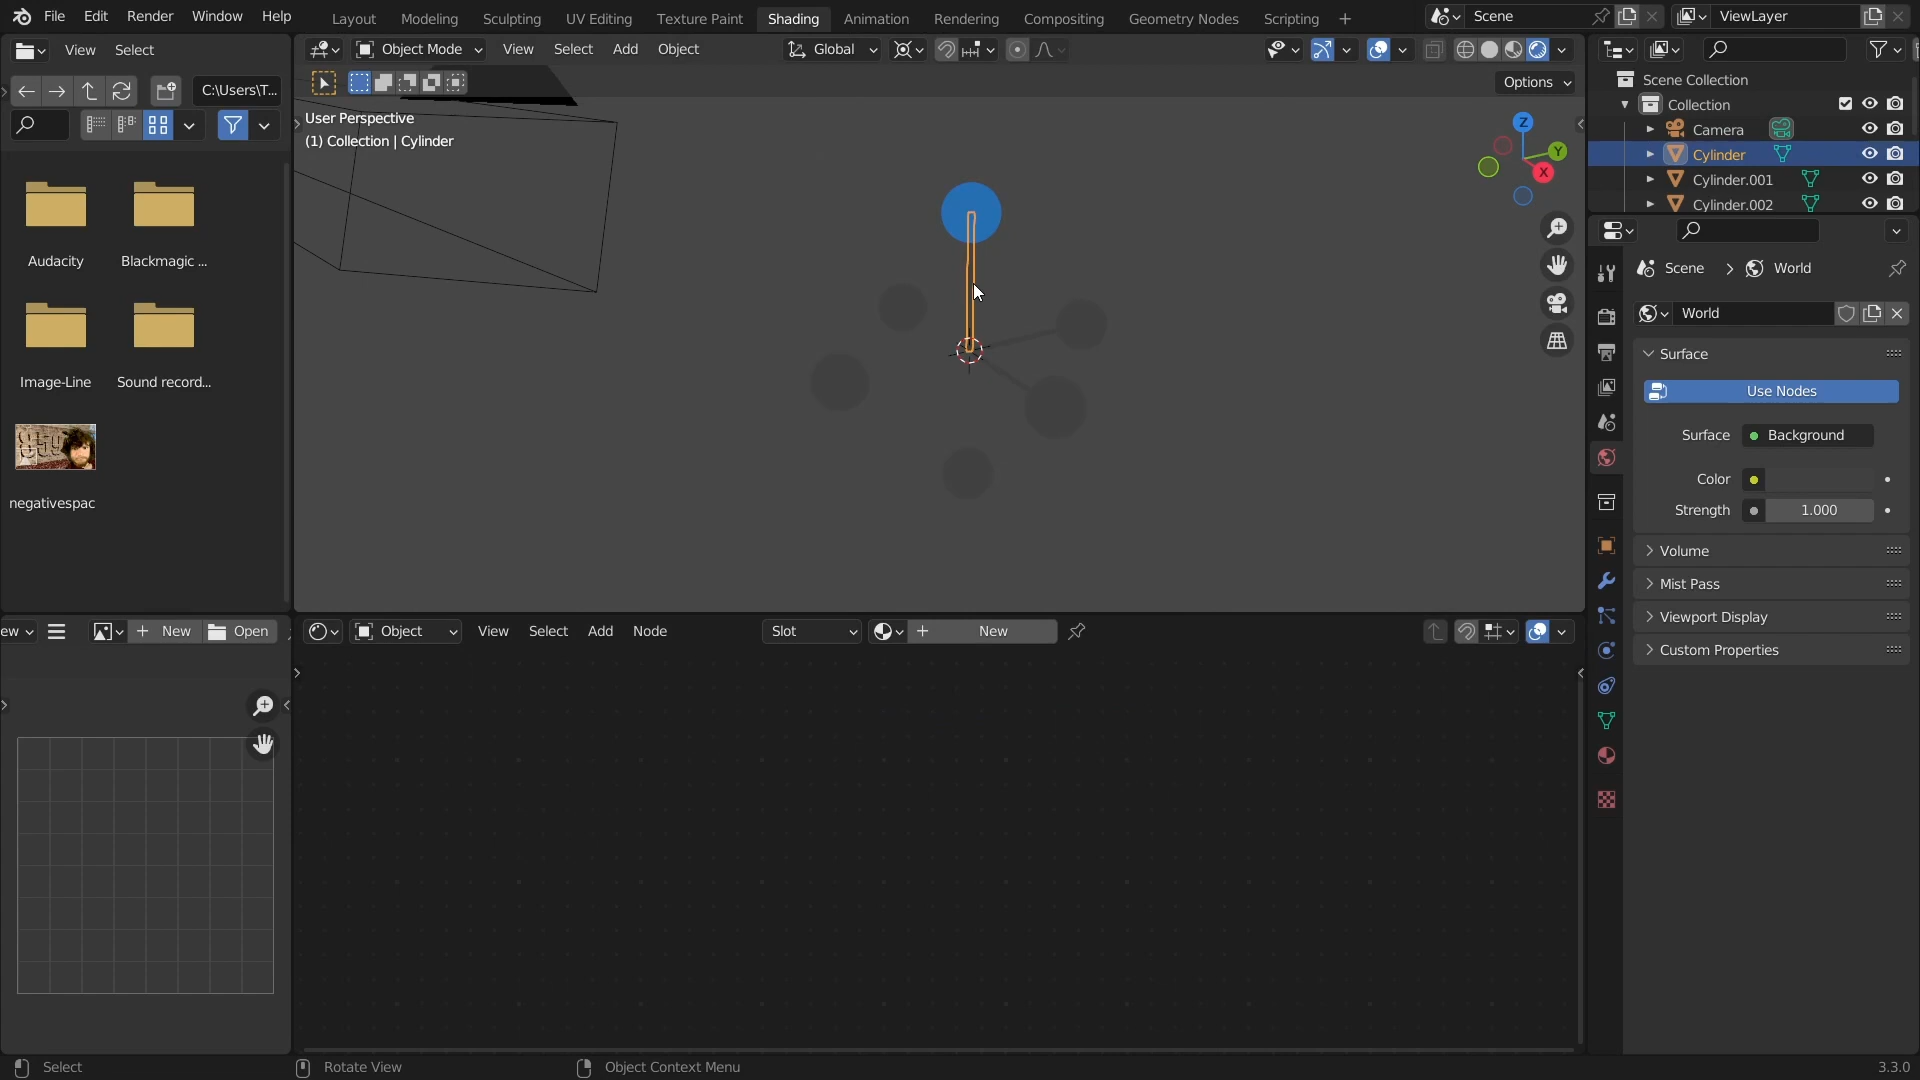 File Edit Render Window Help
Layout Modeling Sculpting UV Editing Texture Paint Shading Animation Rendering Compositing Geometry Nodes Scripting
Scene
ViewLayer
View Select
C:\Users\T...
Audacity
Blackmagic ...
Image-Line
Sound record...
negativespac
Object Mode View Select Add Object
Global
Options
User Perspective
(1) Collection | Cylinder
Z
Y
X
Scene Collection
Collection
Camera
Cylinder
Cylinder.001
Cylinder.002
Scene > World
World
Surface
Use Nodes
Surface Background
Color
Strength 1.000
Volume
Mist Pass
Viewport Display
Custom Properties
ew New Open
Object View Select Add Node
Slot
New
Select
Rotate View
Object Context Menu
3.3.0